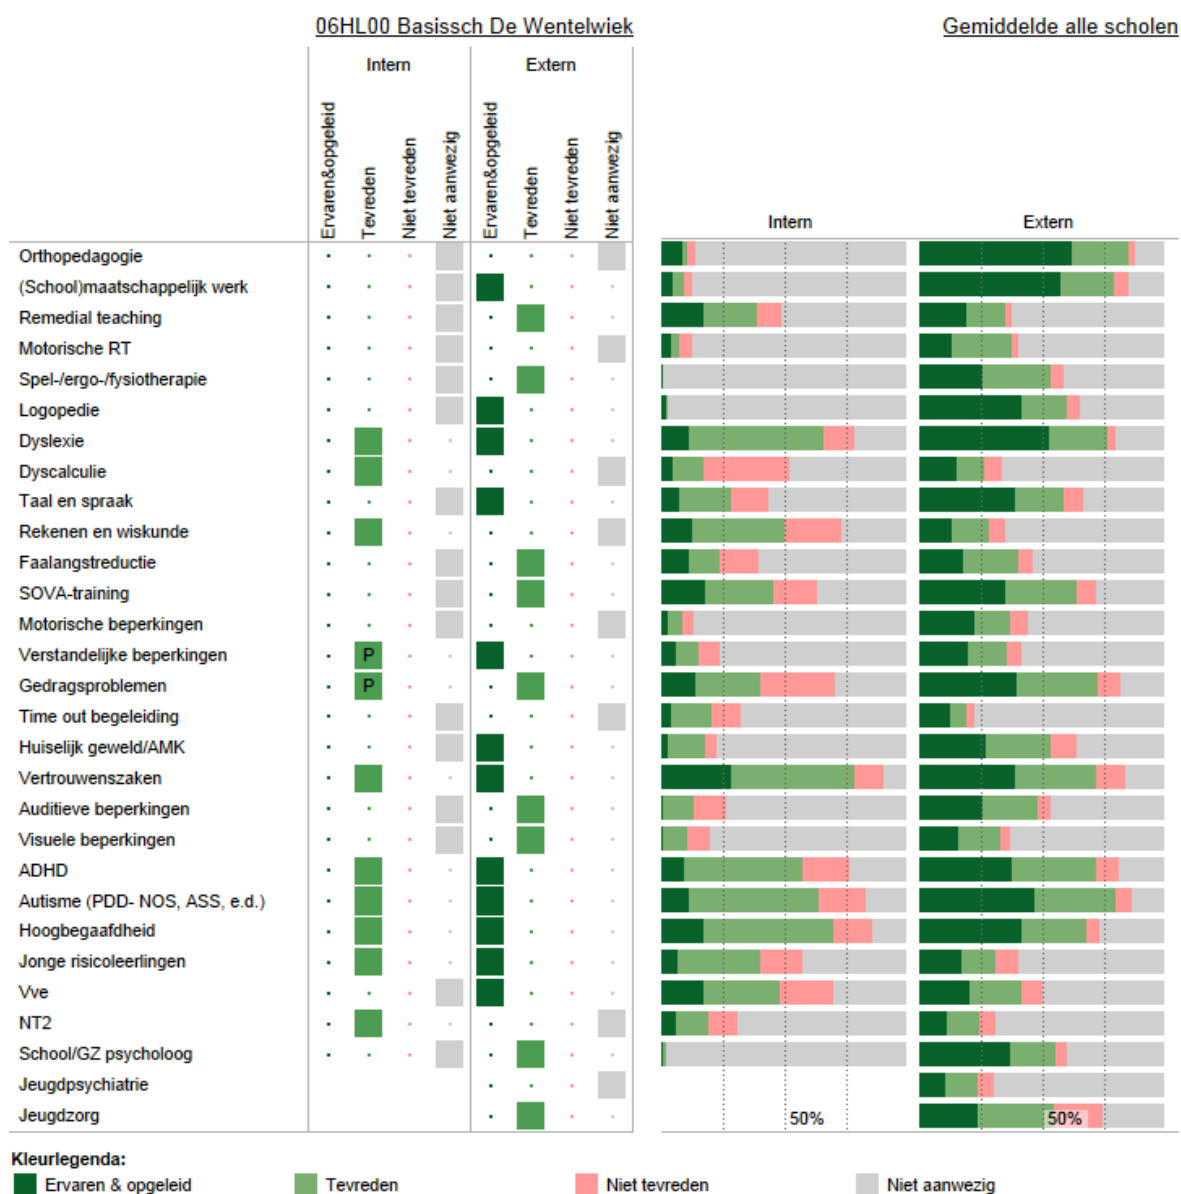 06HL00 Basissch De Wentelwiek
Gemiddelde alle scholen
Intern
Extern
Ervaren&opgeleid
Tevreden
Niet tevreden
Niet aanwezig
Ervaren&opgeleid
Tevreden
Niet tevreden
Niet aanwezig
Intern
Extern
Orthopedagogie
(School)maatschappelijk werk
Remedial teaching
Motorische RT
Spel-/ergo-/fysiotherapie
Logopedie
Dyslexie
Dyscalculie
Taal en spraak
Rekenen en wiskunde
Faalangstreductie
SOVA-training
Motorische beperkingen
Verstandelijke beperkingen P
Gedragsproblemen P
Time out begeleiding
Huiselijk geweld/AMK
Vertrouwenszaken
Auditieve beperkingen
Visuele beperkingen
ADHD
Autisme (PDD- NOS, ASS, e.d.)
Hoogbegaafdheid
Jonge risicoleerlingen
Vve
NT2
School/GZ psycholoog
Jeugdpsychiatrie
Jeugdzorg
50%
50%
Kleurlegenda:
Ervaren & opgeleid
Tevreden
Niet tevreden
Niet aanwezig